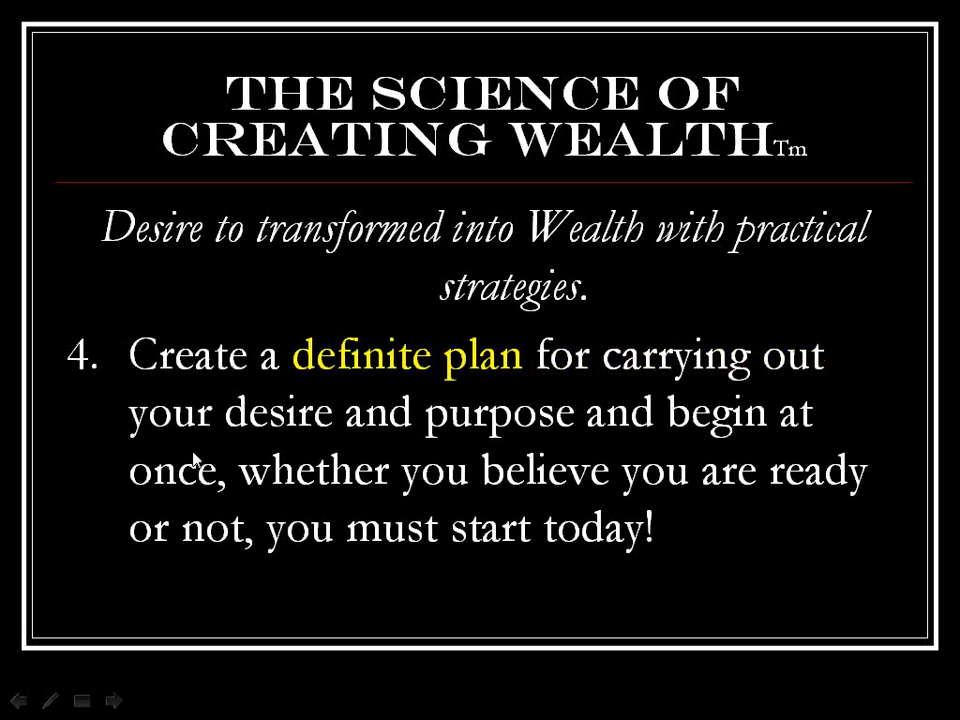 THE SCIENCE OF
CREATING WEALTHTm
Desire to transformed into Wealth with practical
strategies.
4. Create a definite plan for carrying out
your desire and purpose and begin at
once, whether you believe you are ready
or not, you must start today!